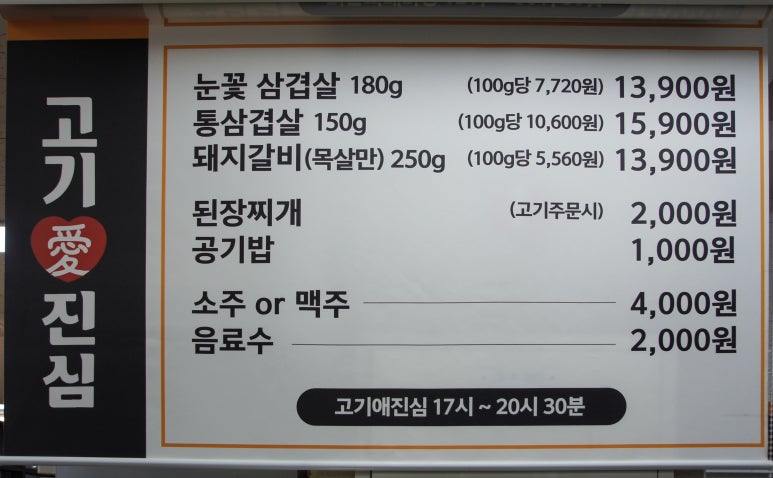 고기愛진심
눈꽃 삼겹살 180g (100g당 7,720원) 13,900원
통삼겹살 150g (100g당 10,600원) 15,900원
돼지갈비(목살만) 250g (100g당 5,560원) 13,900원
된장찌개 (고기주문시) 2,000원
공기밥 1,000원
소주 or 맥주 4,000원
음료수 2,000원
고기애진심 17시 ~ 20시 30분